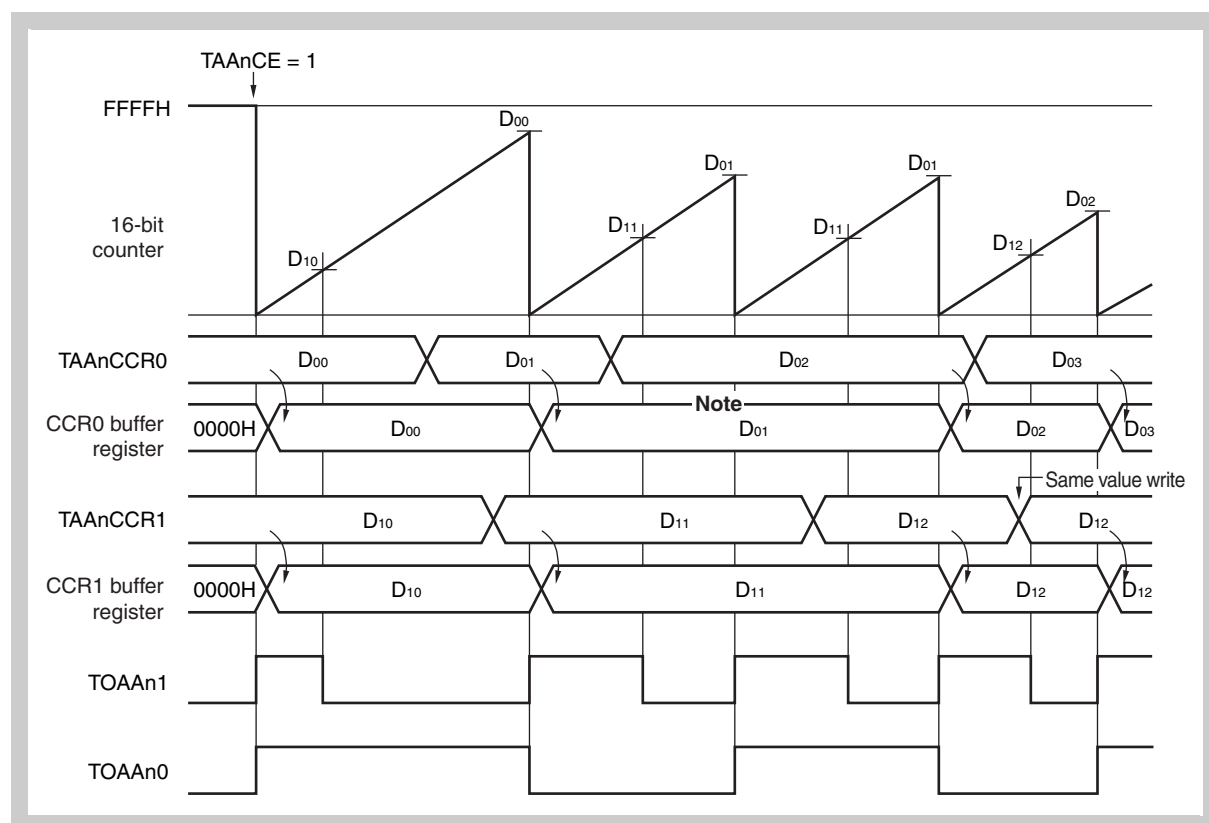 TAAnCE = 1
FFFFH
D00
D01
D01
D02
16-bit
counter
D10
D11
D11
D12
TAAnCCR0
D00
D01
D02
D03
Note
CCR0 buffer
register
0000H
D00
D01
D02
D03
Same value write
TAAnCCR1
D10
D11
D12
D12
CCR1 buffer
register
0000H
D10
D11
D12
D12
TOAAn1
TOAAn0